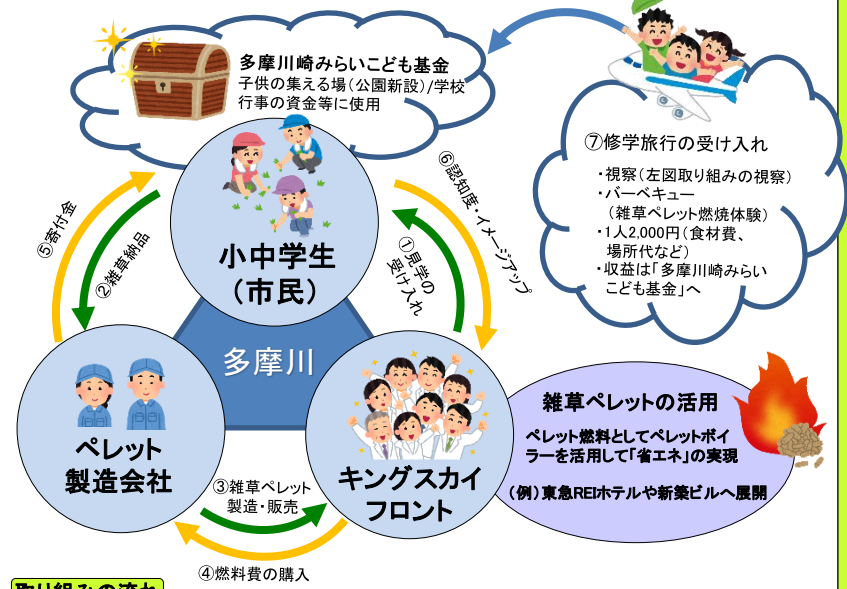 多摩川崎みらいこども基金
子供の集える場（公園新設）/学校
行事の資金等に使用
⑦修学旅行の受け入れ
・視察（左図取り組みの視察）
・バーベキュー
（雑草ペレット燃焼体験）
・1人2,000円（食材費、
場所代など）
・収益は「多摩川崎みらい
こども基金」へ
⑤寄付金
②雑草納品
小中学生
（市民）
①見学の
受け入れ
⑥認知度・イメージアップ
多摩川
ペレット
製造会社
③雑草ペレット
製造・販売
④燃料費の購入
キングスカイ
フロント
雑草ペレットの活用
ペレット燃料としてペレットボイ
ラーを活用して「省エネ」の実現
（例）東急REIホテルや新築ビルへ展開
取り組みの流れ